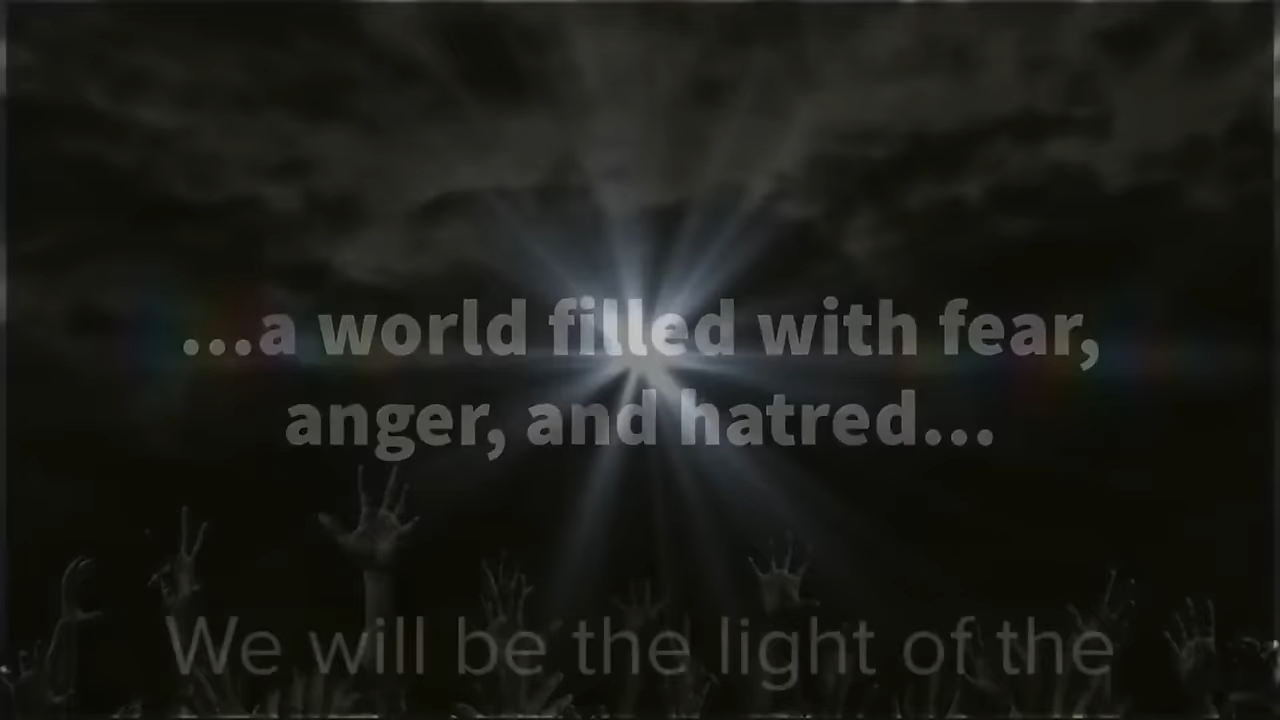 ...a world filled with fear,
anger, and hatred...
We will be the light of the